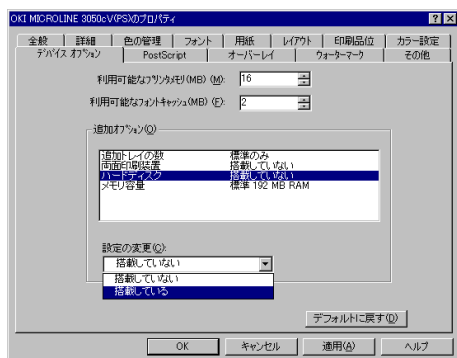 OKI MICROLINE 3050cV(PS)のプロパティ
全般 詳細 色の管理 フォント 用紙 レイアウト 印刷品位 カラー設定
デバイス オプション PostScript オーバーレイ ウォーターマーク その他
利用可能なプリンタメモリ(MB) (M): 16
利用可能なフォントキャッシュ(MB) (F): 2
追加オプション(O)
追加トレイの数 標準のみ
両面印刷装置 搭載していない
ハードディスク 搭載していない
メモリ容量 標準 192 MB RAM
設定の変更(C):
搭載していない
搭載していない
搭載している
デフォルトに戻す(D)
OK キャンセル 適用(A) ヘルプ